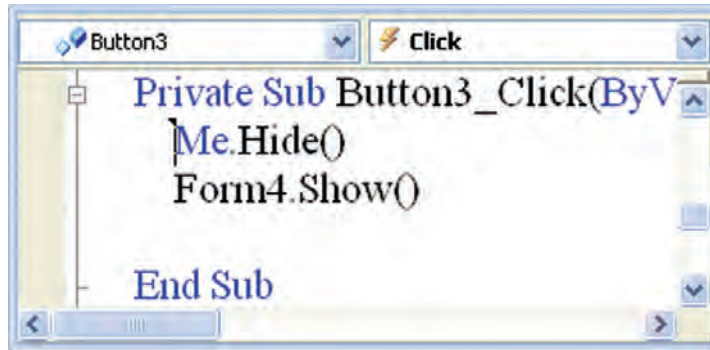 Button3 Click
Private Sub Button3_Click(ByV
Me.Hide()
Form4.Show()
End Sub